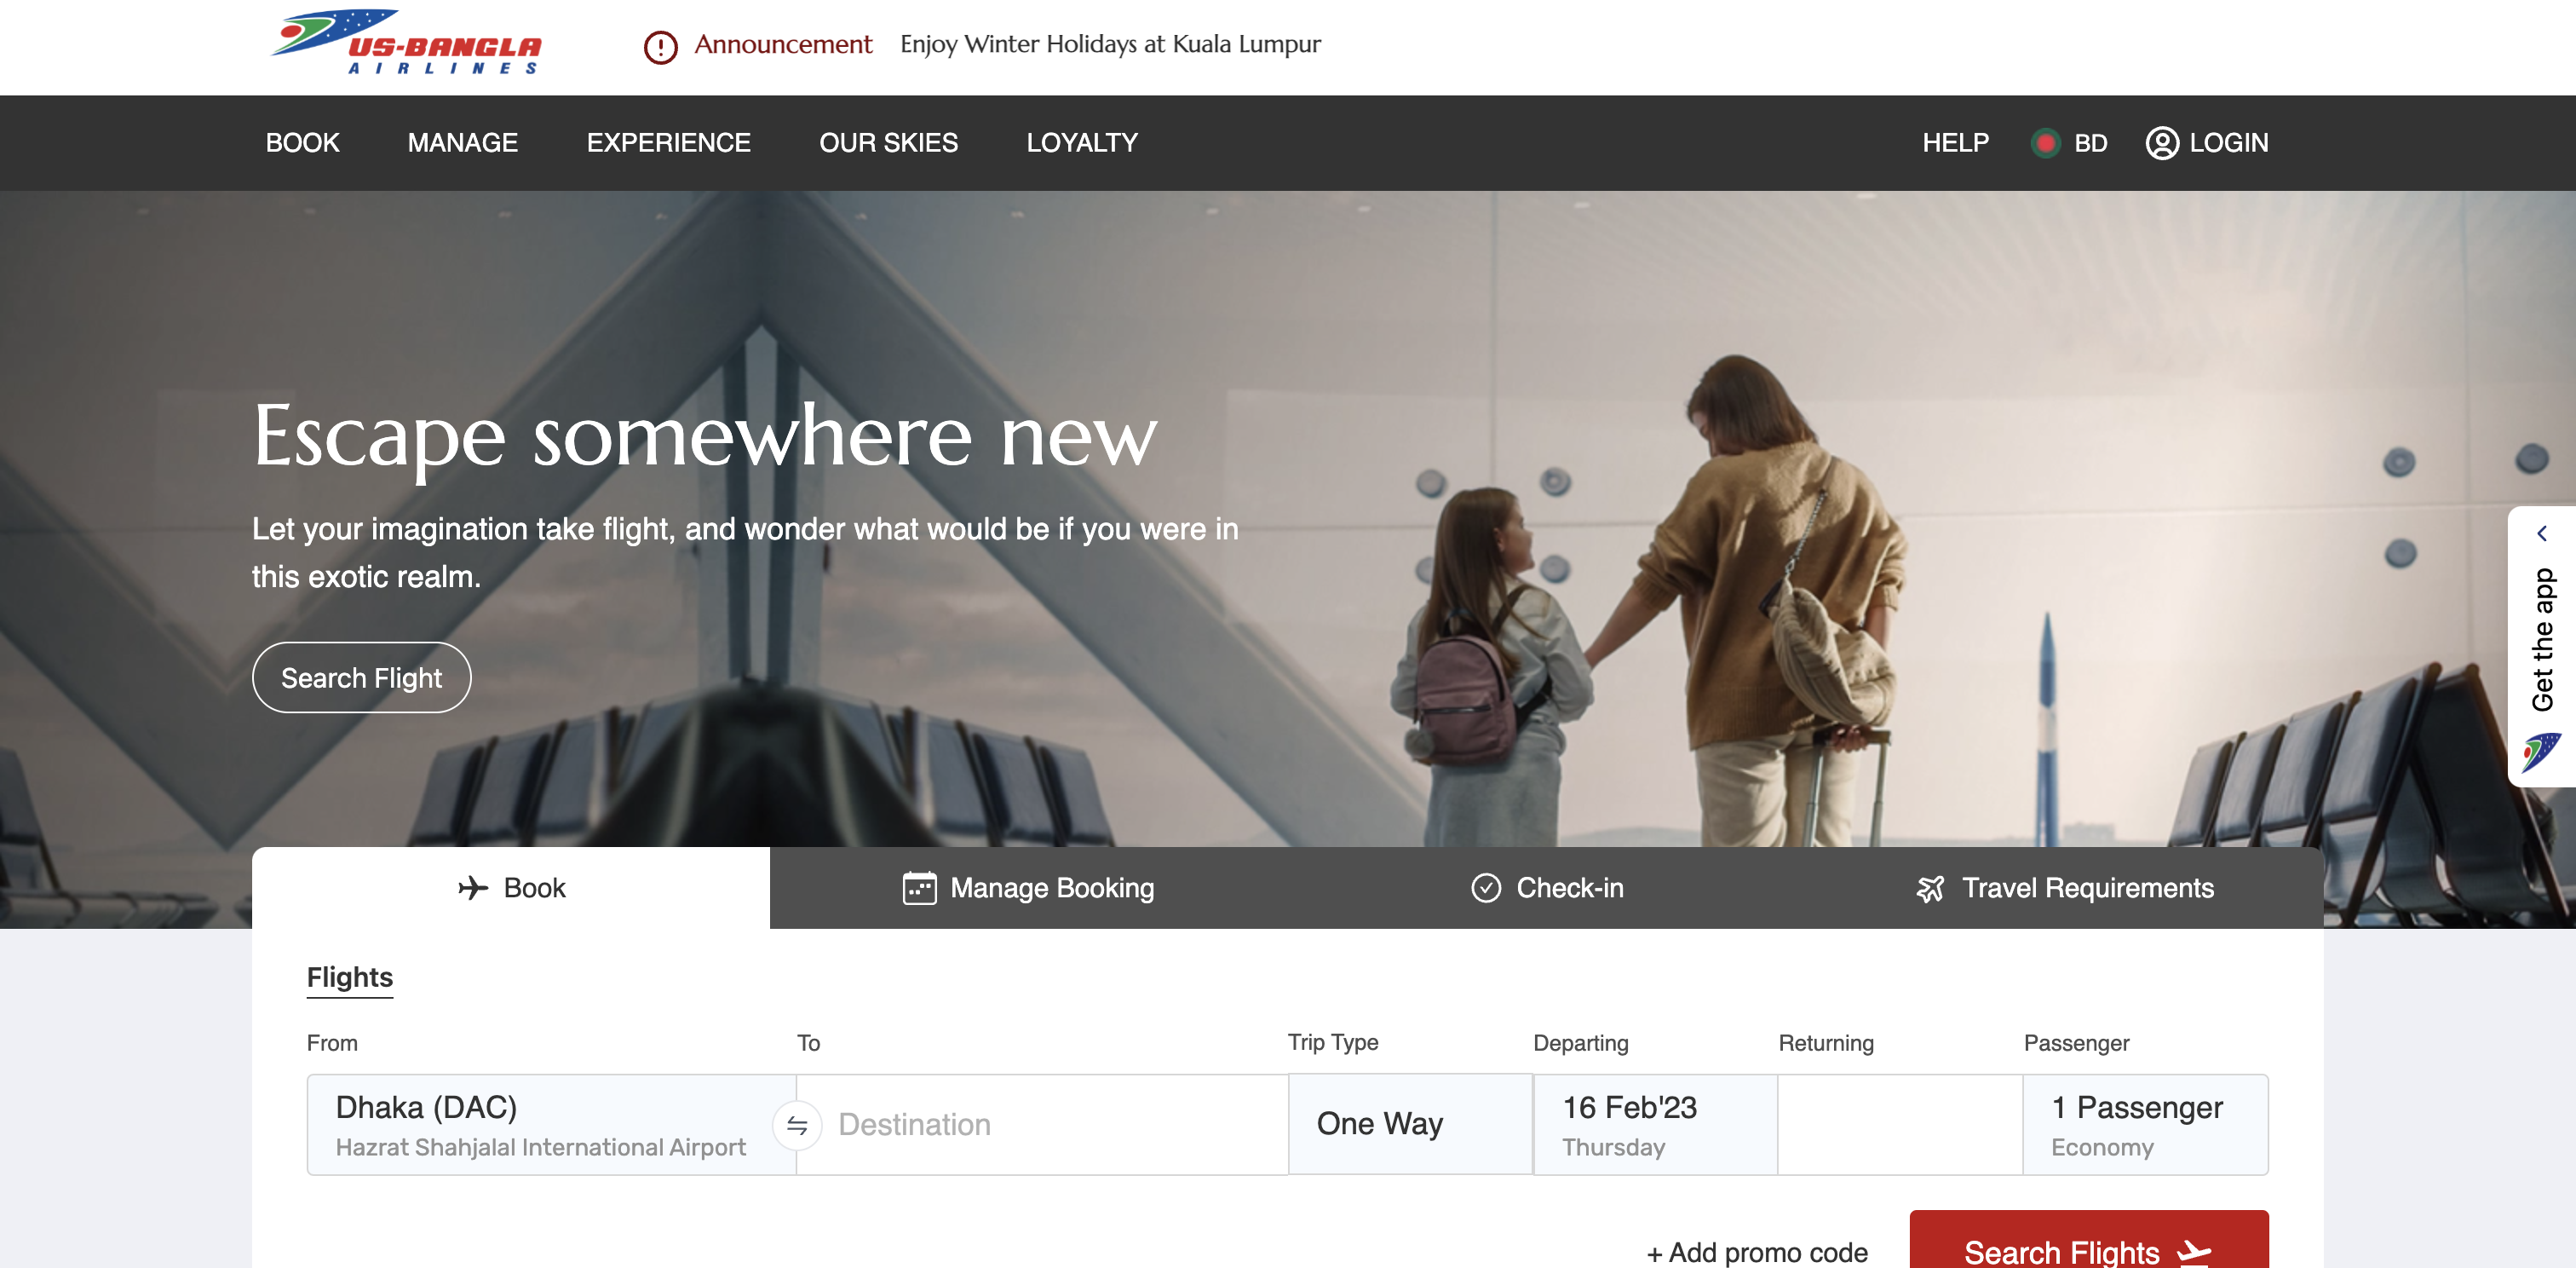 US-BANGLA
AIRLINES
Announcement Enjoy Winter Holidays at Kuala Lumpur
BOOK MANAGE EXPERIENCE OUR SKIES LOYALTY HELP BD LOGIN
Escape somewhere new
Let your imagination take flight, and wonder what would be if you were in
this exotic realm.
Search Flight
Get the app
Book Manage Booking Check-in Travel Requirements
Flights
From To Trip Type Departing Returning Passenger
Dhaka (DAC) Destination One Way 16 Feb'23 1 Passenger
Hazrat Shahjalal International Airport Thursday Economy
+ Add promo code Search Flights